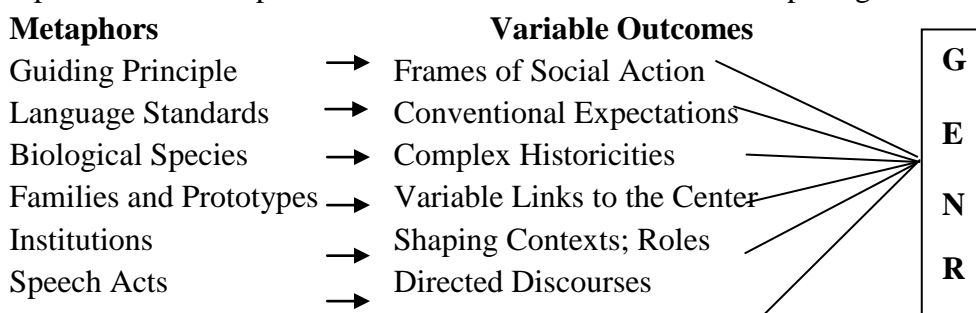 Metaphors Variable Outcomes
Guiding Principle Frames of Social Action
Language Standards Conventional Expectations
Biological Species Complex Historicities
Families and Prototypes Variable Links to the Center
Institutions Shaping Contexts; Roles
Speech Acts Directed Discourses
G
E
N
R